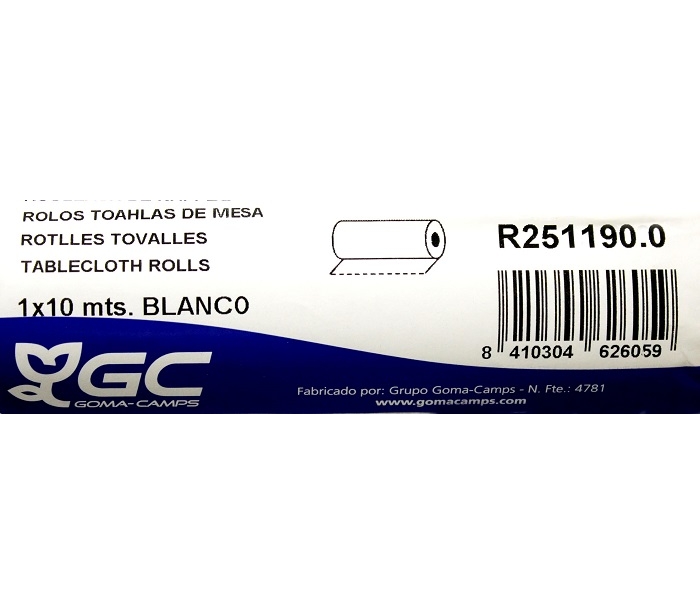 ROLOS TOAHLAS DE MESA
ROTLLES TOVALLES
TABLECLOTH ROLLS
1x10 mts. BLANCO
R251190.0
8 410304 626059
GC
GOMA-CAMPS
Fabricado por: Grupo Goma-Camps - N. Fte.: 4781
www.gomacamps.com